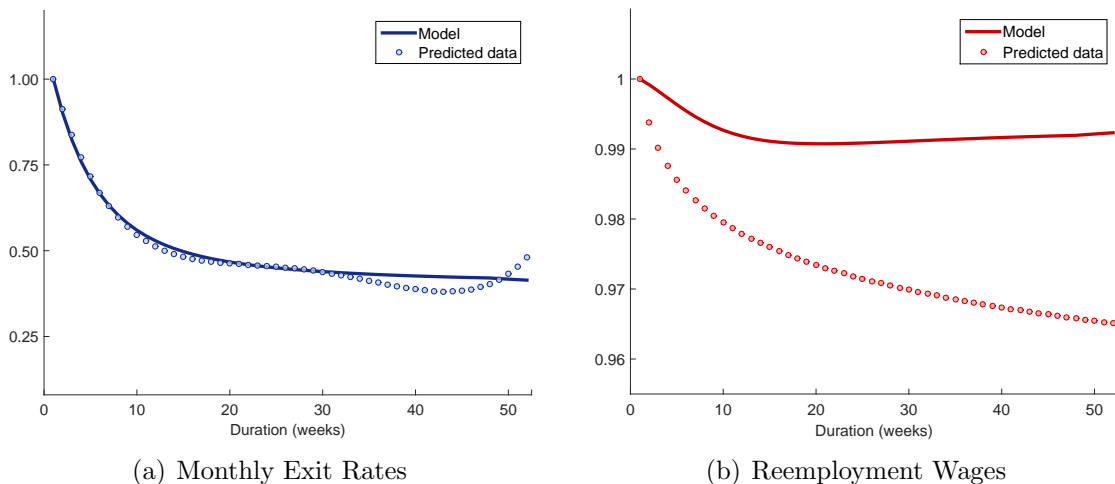 Model
Predicted data
1.00
0.75
0.50
0.25
0 10 20 30 40 50
Duration (weeks)
(a) Monthly Exit Rates
Model
Predicted data
1
0.99
0.98
0.97
0.96
0 10 20 30 40 50
Duration (weeks)
(b) Reemployment Wages